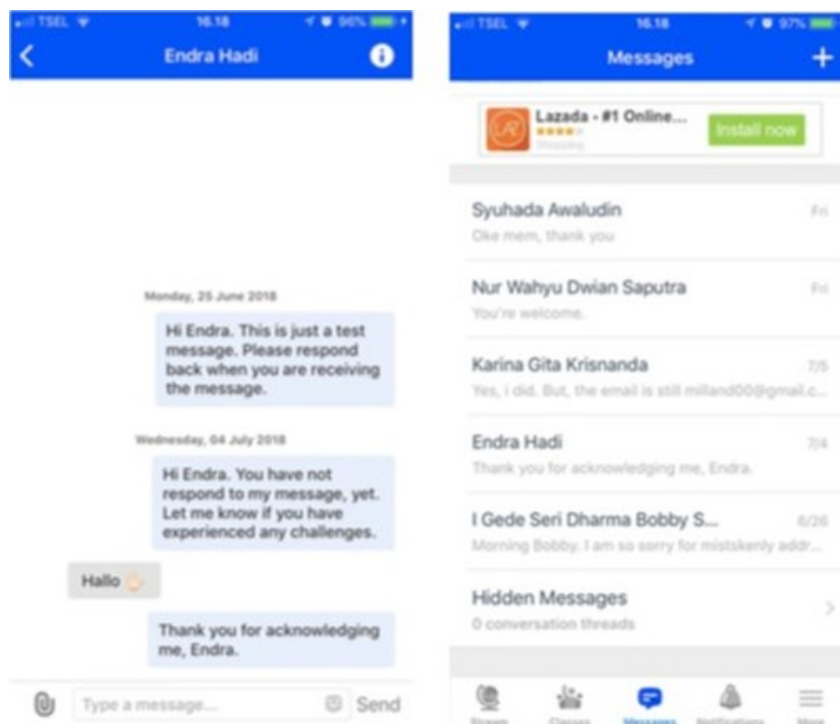 TSEL 16.18 96%
Endra Hadi
Monday, 25 June 2018
Hi Endra. This is just a test
message. Please respond
back when you are receiving
the message.
Wednesday, 04 July 2018
Hi Endra. You have not
respond to my message, yet.
Let me know if you have
experienced any challenges.
Hallo 👋🏻
Thank you for acknowledging
me, Endra.
Type a message... Send
TSEL 16.18 97%
Messages
Lazada - #1 Online...
Shopping
Install now
Syuhada Awaludin Fri
Oke mem, thank you
Nur Wahyu Dwian Saputra Fri
You're welcome.
Karina Gita Krisnanda 7/5
Yes, i did. But, the email is still milland00@gmail.c...
Endra Hadi 7/4
Thank you for acknowledging me, Endra.
I Gede Seri Dharma Bobby S... 6/26
Morning Bobby. I am so sorry for mistskenly addr...
Hidden Messages
0 conversation threads
Stream Classes Messages Notifications More